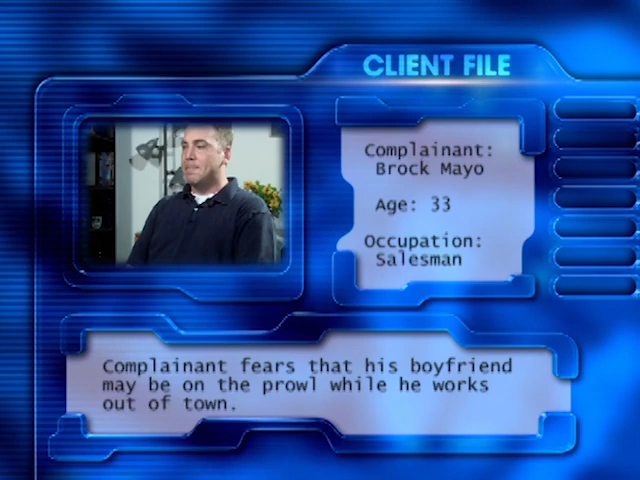 CLIENT FILE
Complainant:
Brock Mayo
Age: 33
Occupation:
Salesman
Complainant fears that his boyfriend
may be on the prowl while he works
out of town.